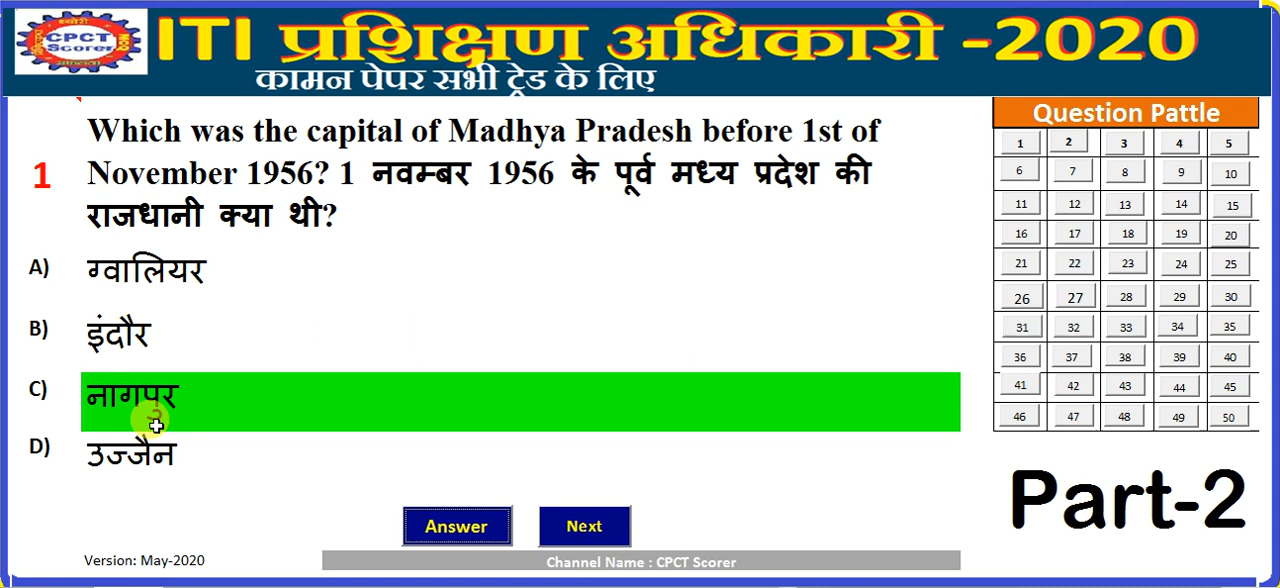 CPCT
Scorer
ITI प्रशिक्षण अधिकारी -2020
कामन पेपर सभी ट्रेड के लिए
Question Pattle
1 Which was the capital of Madhya Pradesh before 1st of
November 1956? 1 नवम्बर 1956 के पूर्व मध्य प्रदेश की
राजधानी क्या थी?
A) ग्वालियर
B) इंदौर
C) नागपुर
D) उज्जैन
1 2 3 4 5
6 7 8 9 10
11 12 13 14 15
16 17 18 19 20
21 22 23 24 25
26 27 28 29 30
31 32 33 34 35
36 37 38 39 40
41 42 43 44 45
46 47 48 49 50
Part-2
Answer Next
Version: May-2020
Channel Name : CPCT Scorer